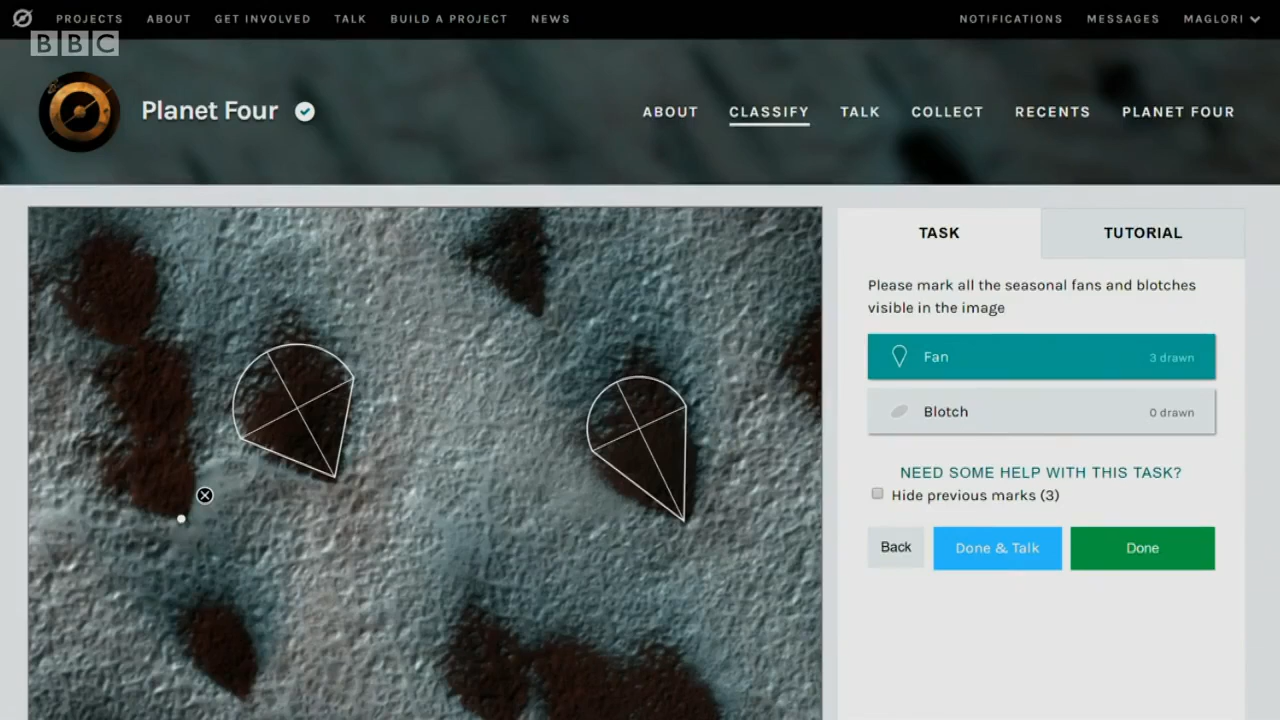 PROJECTS ABOUT GET INVOLVED TALK BUILD A PROJECT NEWS NOTIFICATIONS MESSAGES MAGLORI
BBC
Planet Four ABOUT CLASSIFY TALK COLLECT RECENTS PLANET FOUR
TASK TUTORIAL
Please mark all the seasonal fans and blotches
visible in the image
Fan 3 drawn
Blotch 0 drawn
NEED SOME HELP WITH THIS TASK?
Hide previous marks (3)
Back Done & Talk Done